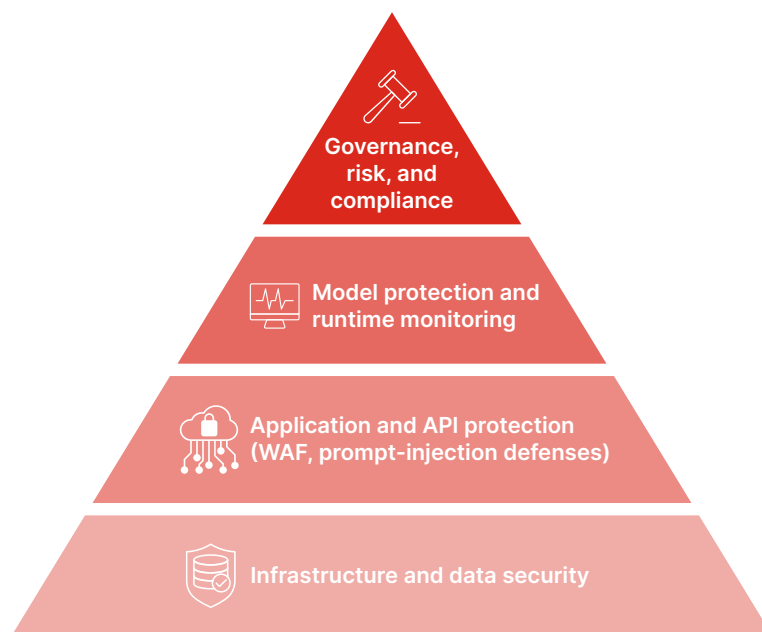 Governance,
risk, and
compliance
Model protection and
runtime monitoring
Application and API protection
(WAF, prompt-injection defenses)
Infrastructure and data security